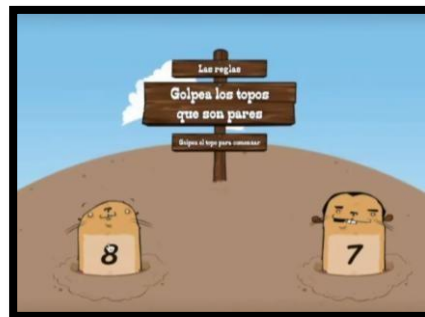 Las reglas
Golpea los topos
que son pares
Golpea el topo para comenzar
8
7